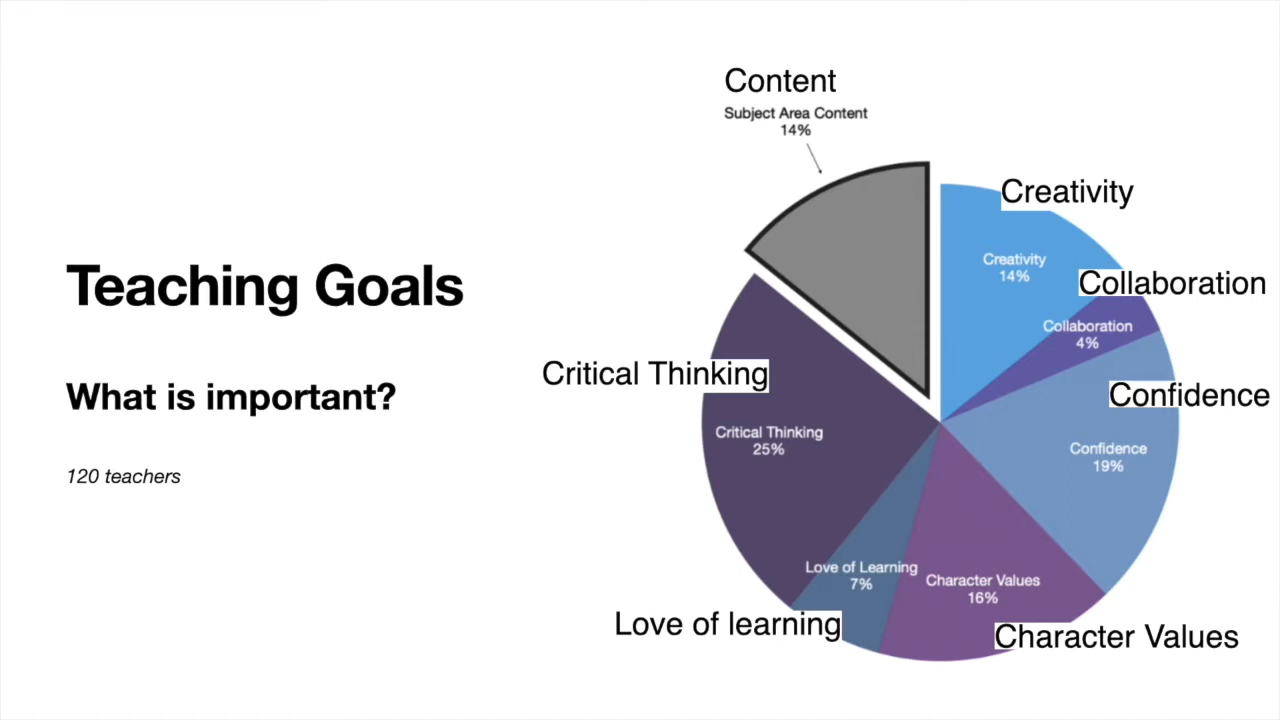 Teaching Goals
What is important?
120 teachers
Content
Subject Area Content
14%
Creativity
Creativity
14%
Collaboration
Collaboration
4%
Confidence
Confidence
19%
Critical Thinking
Critical Thinking
25%
Love of Learning
7%
Love of learning
Character Values
16%
Character Values